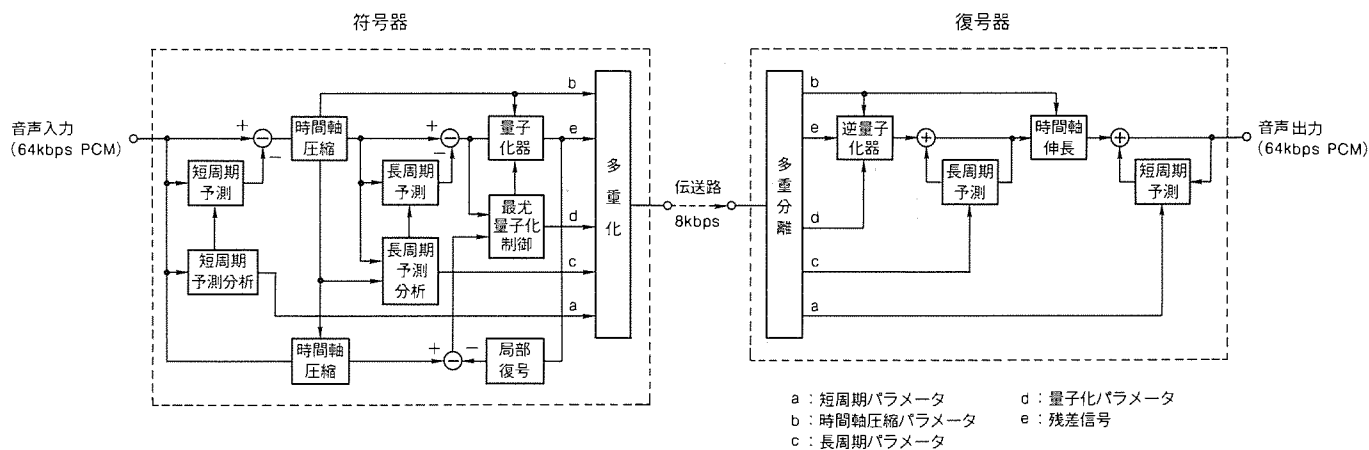 符号器
復号器
音声入力
(64kbps PCM)
+
−
−
短周期
予測
短周期
予測分析
時間軸
圧縮
+
−
−
長周期
予測
長周期
予測
分析
量子
化器
最尤
量子化
制御
時間軸
圧縮
+
−
−
局部
復号
b
e
d
c
a
多重化
伝送路
8kbps
多重分離
b
e
d
c
a
逆量子
化器
+
長周期
予測
時間軸
伸長
+
短周期
予測
音声出力
(64kbps PCM)
a：短周期パラメータ
b：時間軸圧縮パラメータ
c：長周期パラメータ
d：量子化パラメータ
e：残差信号